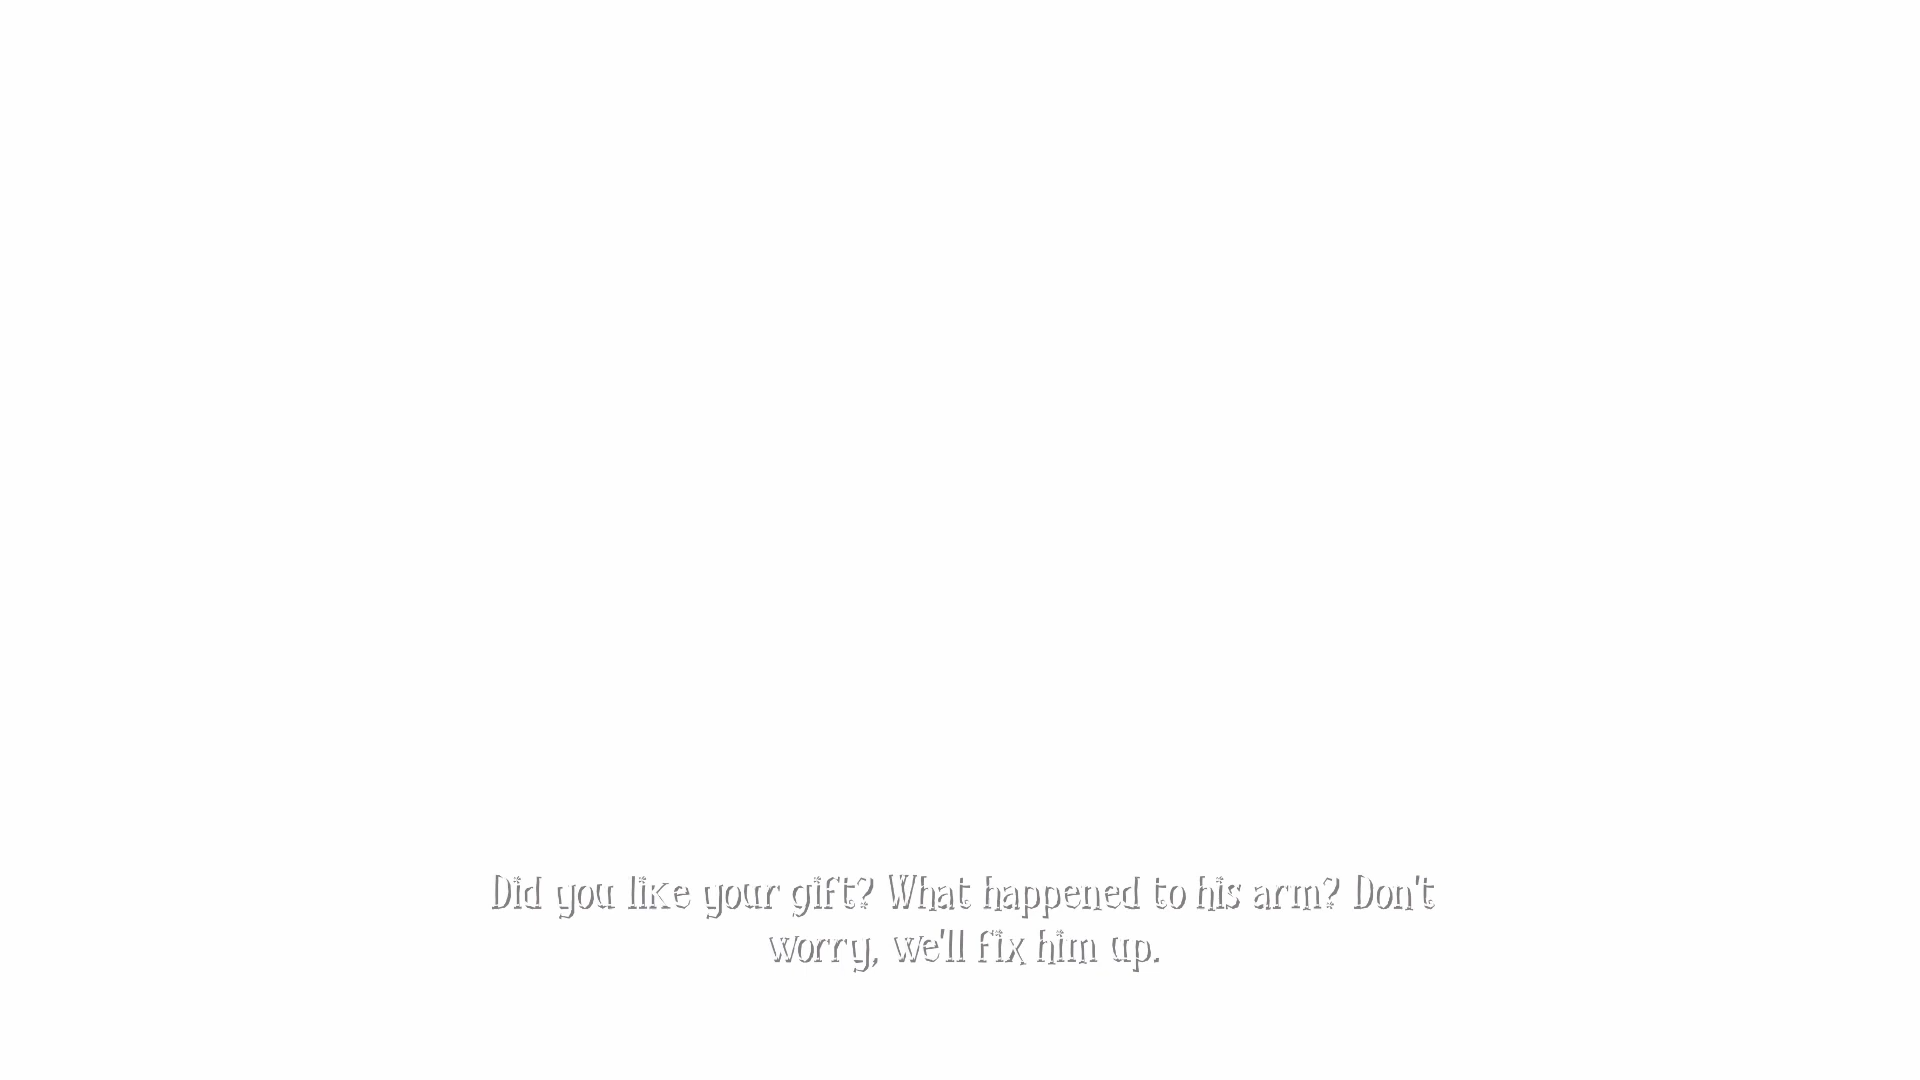 Did you like your gift? What happened to his arm? Don't
worry, we'll fix him up.